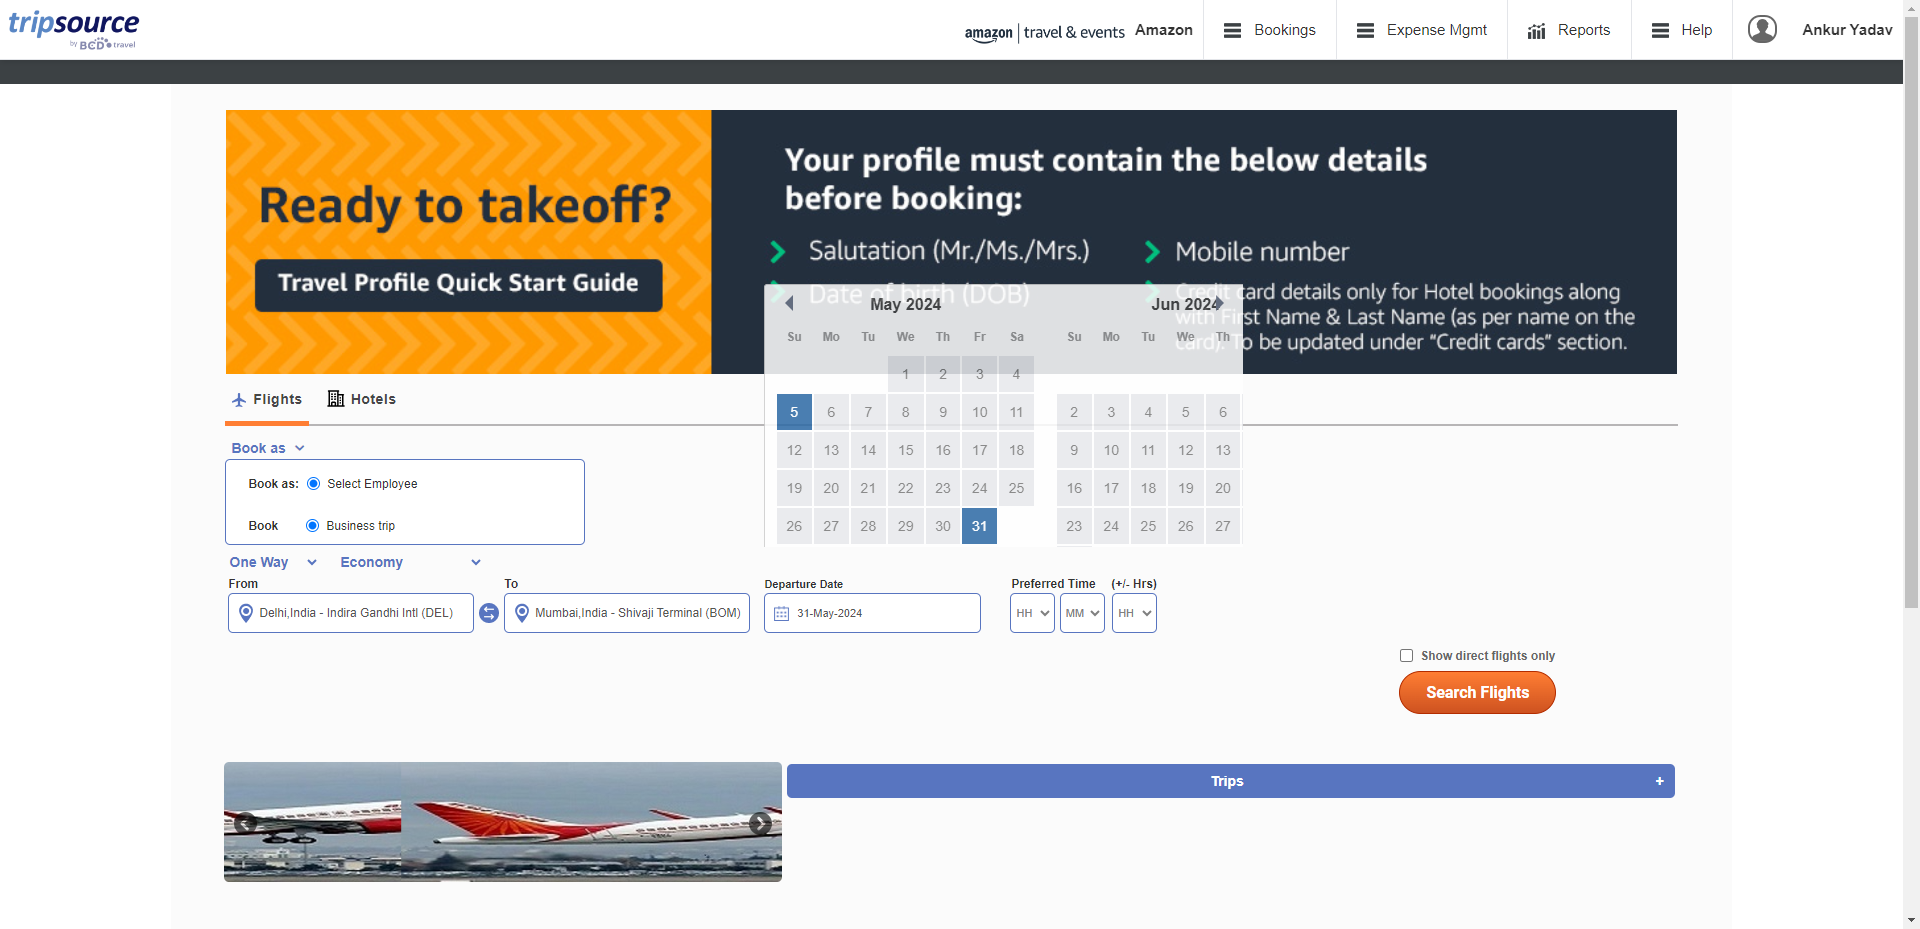 tripsource
by BCD travel
amazon | travel & events Amazon
Bookings
Expense Mgmt
Reports
Help
Ankur Yadav
Ready to takeoff?
Travel Profile Quick Start Guide
Your profile must contain the below details
before booking:
Salutation (Mr./Ms./Mrs.)
Date of birth (DOB)
Mobile number
Credit card details only for Hotel bookings along
with First Name & Last Name (as per name on the
card). To be updated under “Credit cards” section.
May 2024
Su Mo Tu We Th Fr Sa
1 2 3 4
5 6 7 8 9 10 11
12 13 14 15 16 17 18
19 20 21 22 23 24 25
26 27 28 29 30 31
Jun 2024
Su Mo Tu We Th
2 3 4 5 6
9 10 11 12 13
16 17 18 19 20
23 24 25 26 27
Flights
Hotels
Book as
Book as: Select Employee
Book Business trip
One Way Economy
From
Delhi,India - Indira Gandhi Intl (DEL)
To
Mumbai,India - Shivaji Terminal (BOM)
Departure Date
31-May-2024
Preferred Time (+/- Hrs)
HH MM HH
Show direct flights only
Search Flights
Trips +